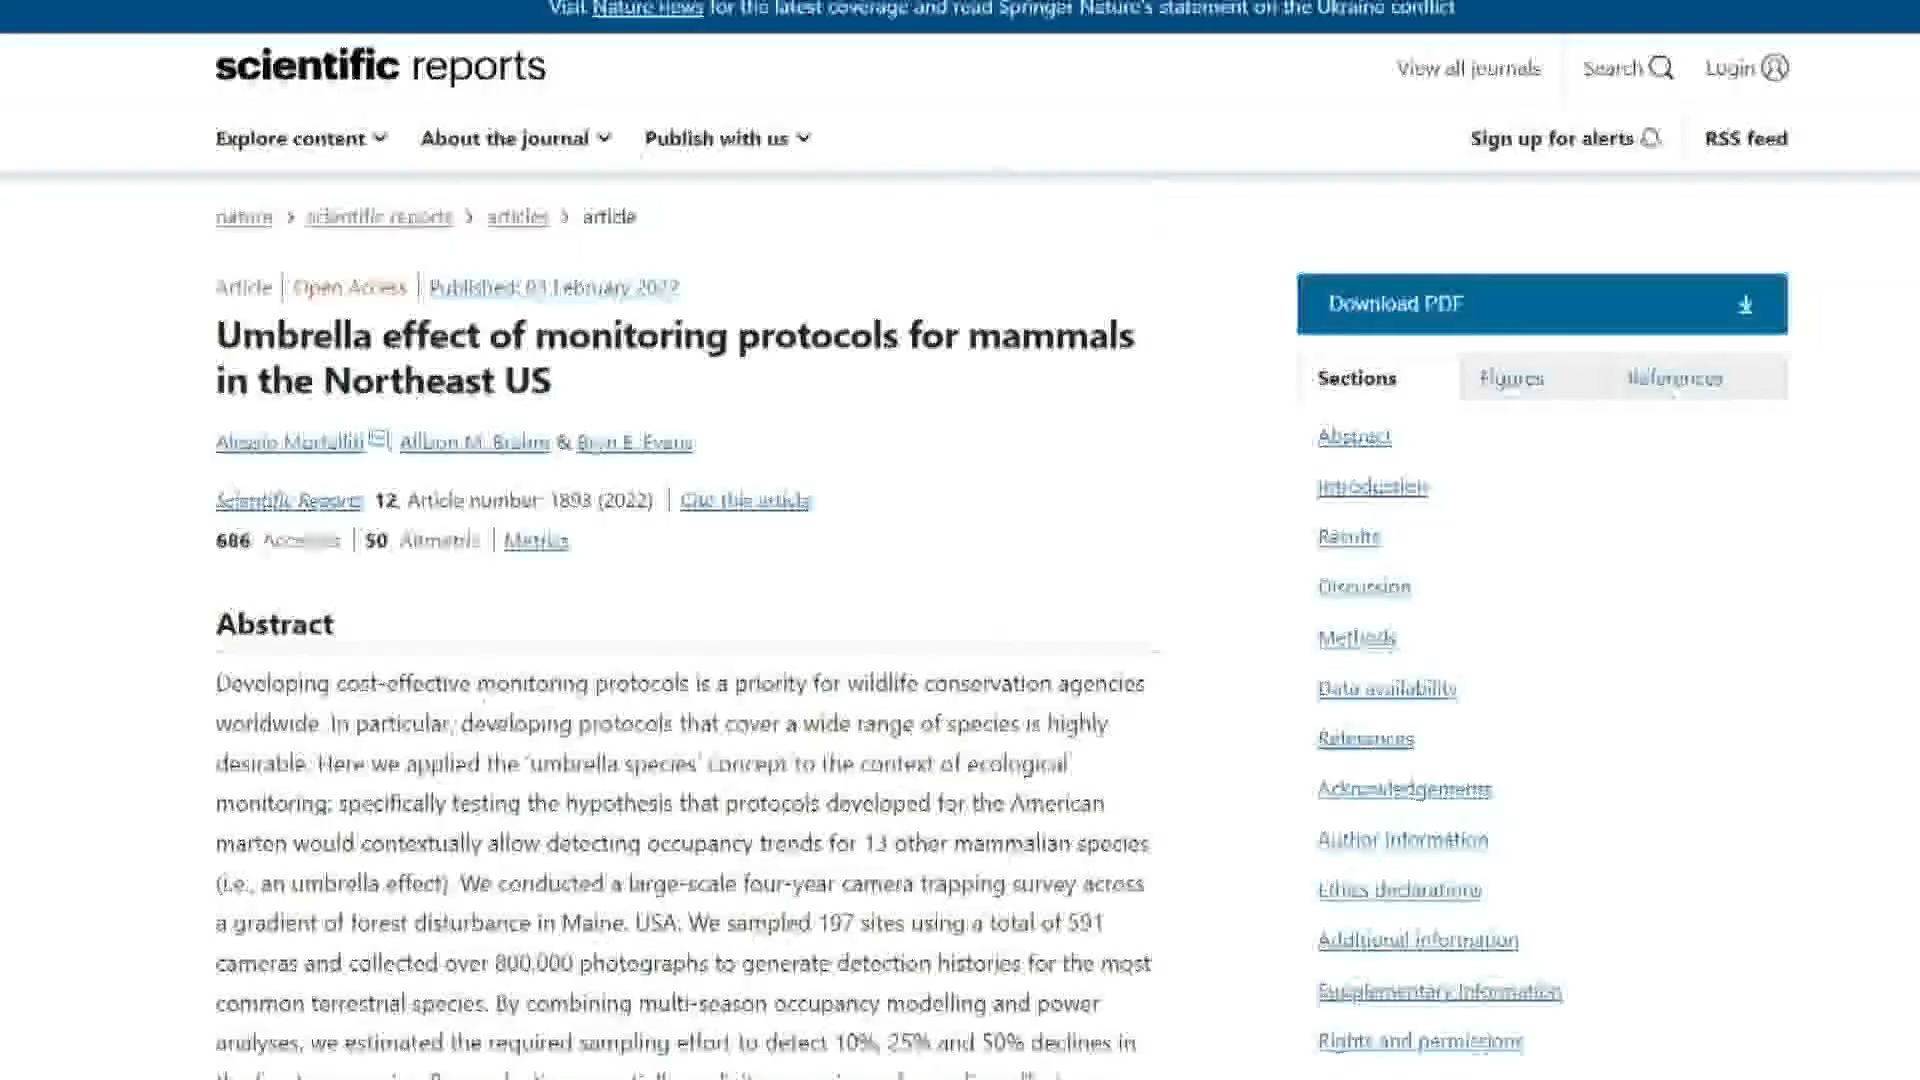 Visit Nature news for the latest coverage and read Springer Nature's statement on the Ukraine conflict
scientific reports
View all journals Search Login
Explore content About the journal Publish with us Sign up for alerts RSS feed
nature > scientific reports > articles > article
Article | Open Access | Published: 03 February 2022
Download PDF
Umbrella effect of monitoring protocols for mammals
in the Northeast US
Sections Figures References
Alessio Mortelliti, Allison M. Brehm & Bryn E. Evans
Abstract
Scientific Reports 12, Article number: 1893 (2022) | Cite this article
Introduction
686 Accesses | 50 Altmetric | Metrics
Results
Discussion
Abstract
Methods
Developing cost-effective monitoring protocols is a priority for wildlife conservation agencies
Data availability
worldwide. In particular, developing protocols that cover a wide range of species is highly
References
desirable. Here we applied the 'umbrella species' concept to the context of ecological
Acknowledgements
monitoring; specifically testing the hypothesis that protocols developed for the American
Author information
marten would contextually allow detecting occupancy trends for 13 other mammalian species
Ethics declarations
(i.e., an umbrella effect). We conducted a large-scale four-year camera trapping survey across
a gradient of forest disturbance in Maine, USA. We sampled 197 sites using a total of 591
Additional information
cameras and collected over 800,000 photographs to generate detection histories for the most
Supplementary Information
common terrestrial species. By combining multi-season occupancy modelling and power
Rights and permissions
analyses, we estimated the required sampling effort to detect 10%, 25% and 50% declines in